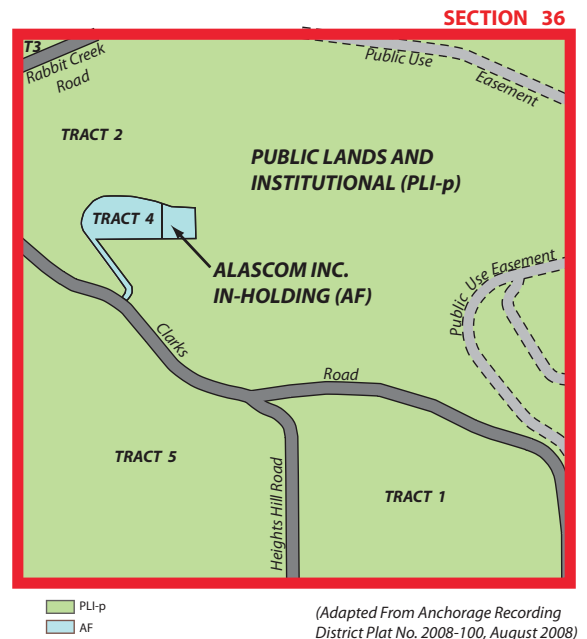 SECTION 36
T3
Rabbit Creek
Road
Public Use
Easement
TRACT 2
PUBLIC LANDS AND
INSTITUTIONAL (PLI-p)
TRACT 4
ALASCOM INC.
IN-HOLDING (AF)
Public Use Easement
Clarks
Road
TRACT 5
Heights Hill Road
TRACT 1
PLI-p
AF
(Adapted From Anchorage Recording
District Plat No. 2008-100, August 2008)